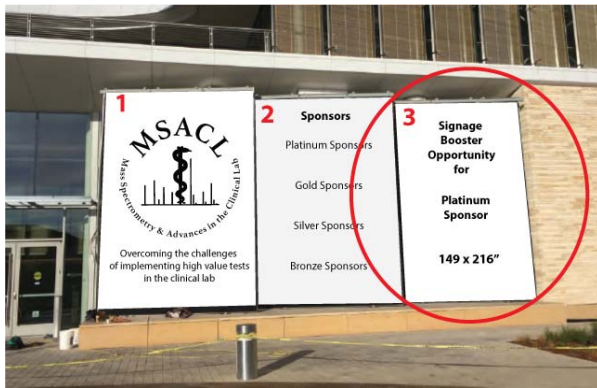 1
MSACL
Mass Spectrometry & Advances in the Clinical Lab
Overcoming the challenges
of implementing high value tests
in the clinical lab
2
Sponsors
Platinum Sponsors
Gold Sponsors
Silver Sponsors
Bronze Sponsors
3
Signage
Booster
Opportunity
for
Platinum
Sponsor
149 x 216"